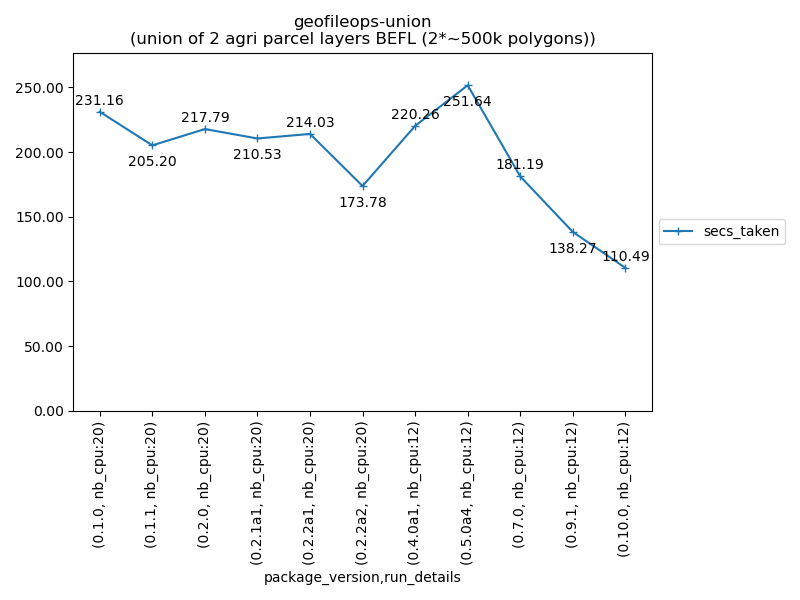 geofileops-union
(union of 2 agri parcel layers BEFL (2*~500k polygons))
250.00
200.00
150.00
100.00
50.00
0.00
231.16
205.20
217.79
210.53
214.03
173.78
220.26
251.64
181.19
138.27
110.49
secs_taken
(0.1.0, nb_cpu:20)
(0.1.1, nb_cpu:20)
(0.2.0, nb_cpu:20)
(0.2.1a1, nb_cpu:20)
(0.2.2a1, nb_cpu:20)
(0.2.2a2, nb_cpu:20)
(0.4.0a1, nb_cpu:12)
(0.5.0a4, nb_cpu:12)
(0.7.0, nb_cpu:12)
(0.9.1, nb_cpu:12)
(0.10.0, nb_cpu:12)
package_version,run_details